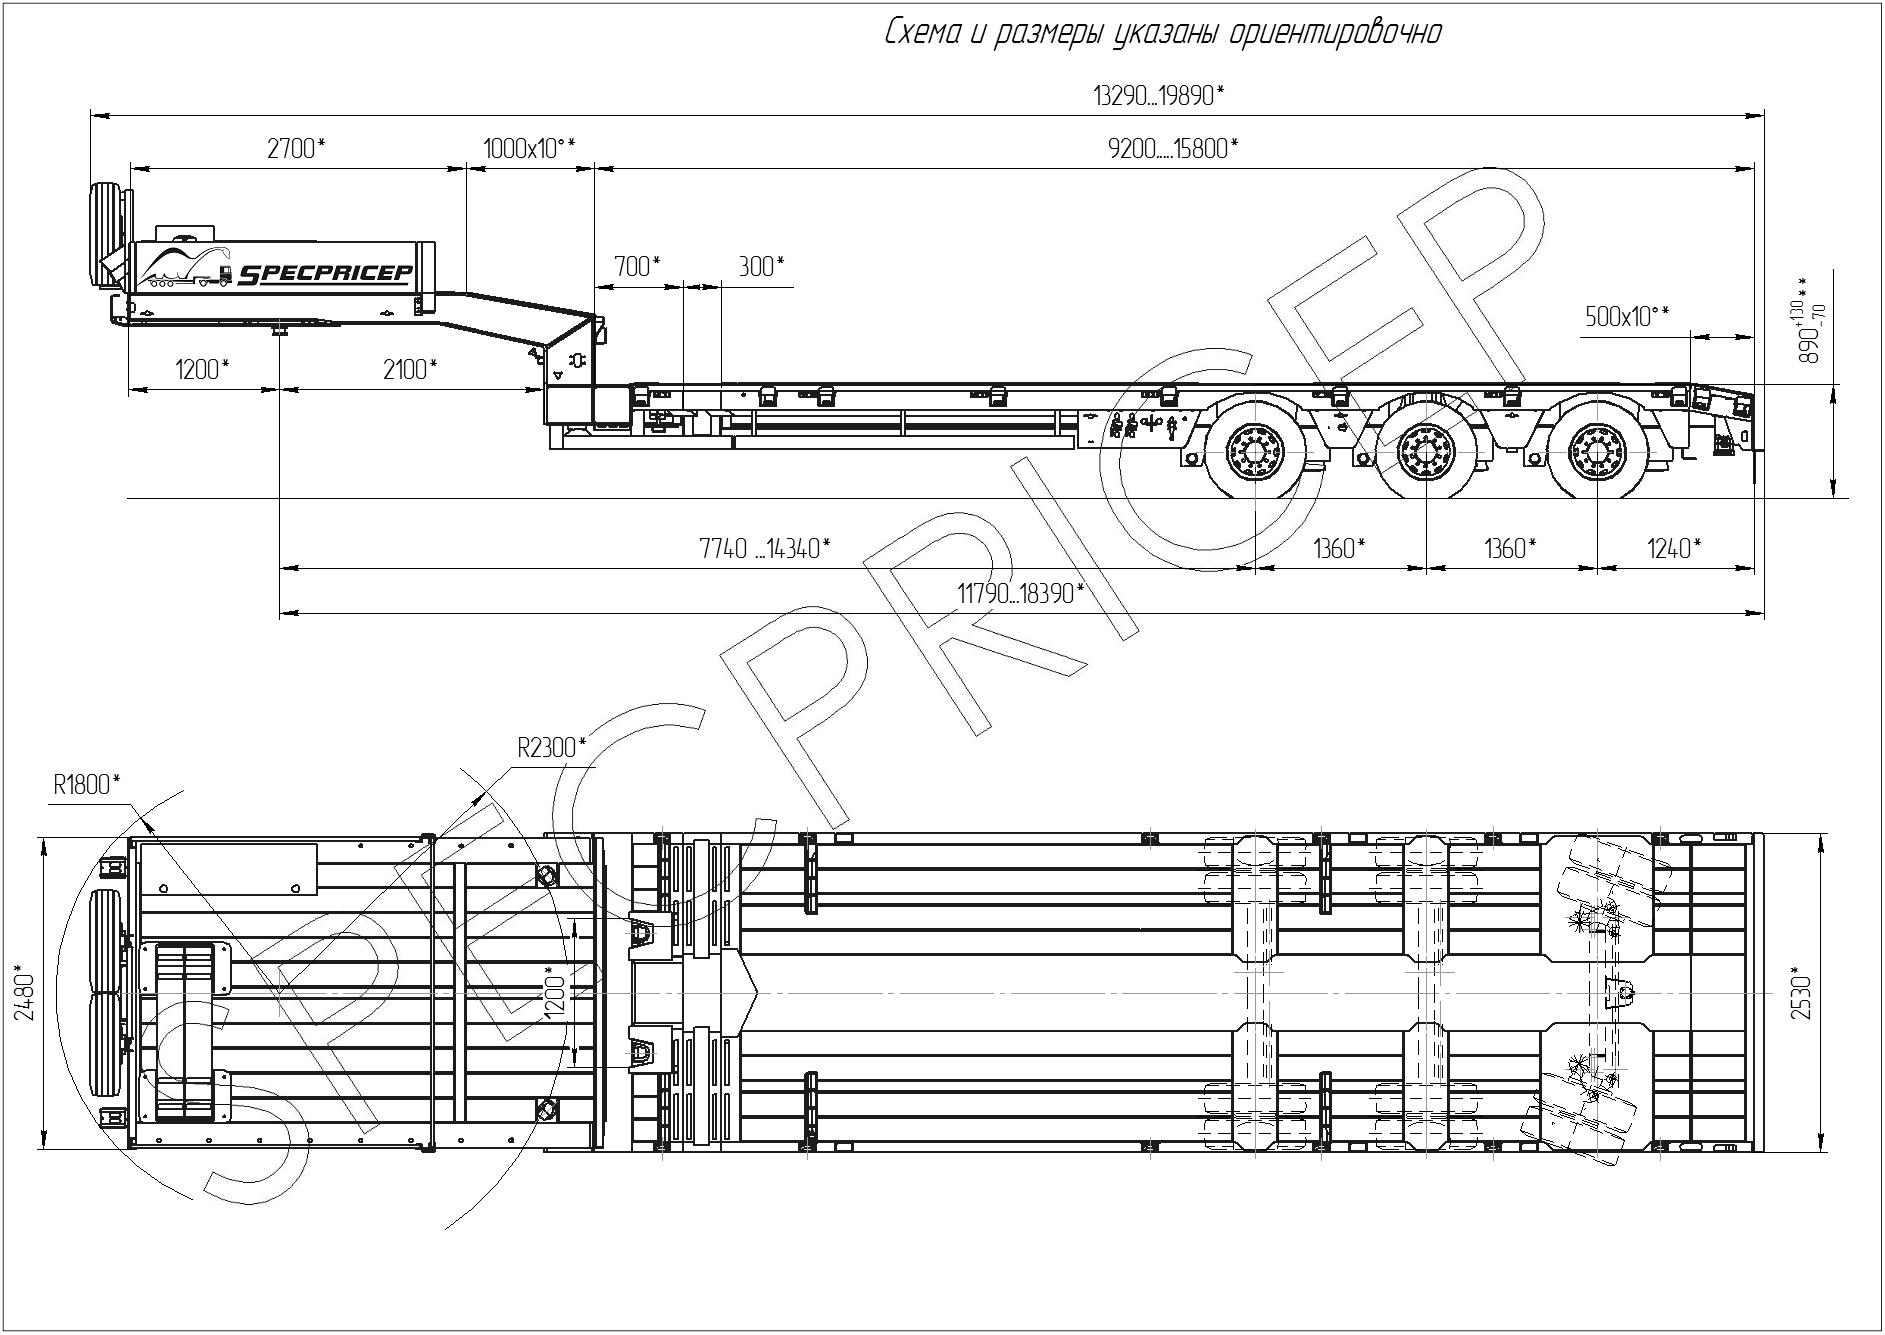 Схема и размеры указаны ориентировочно
13290...19890*
2700*
1000x10°*
9200.....15800*
SPECPRICEP
700*
300*
500x10°*
890+130 -70**
1200*
2100*
7740 ...14340*
1360*
1360*
1240*
11790...18390*
R2300*
R1800*
2480*
1200*
2530*
SPECPRICEP